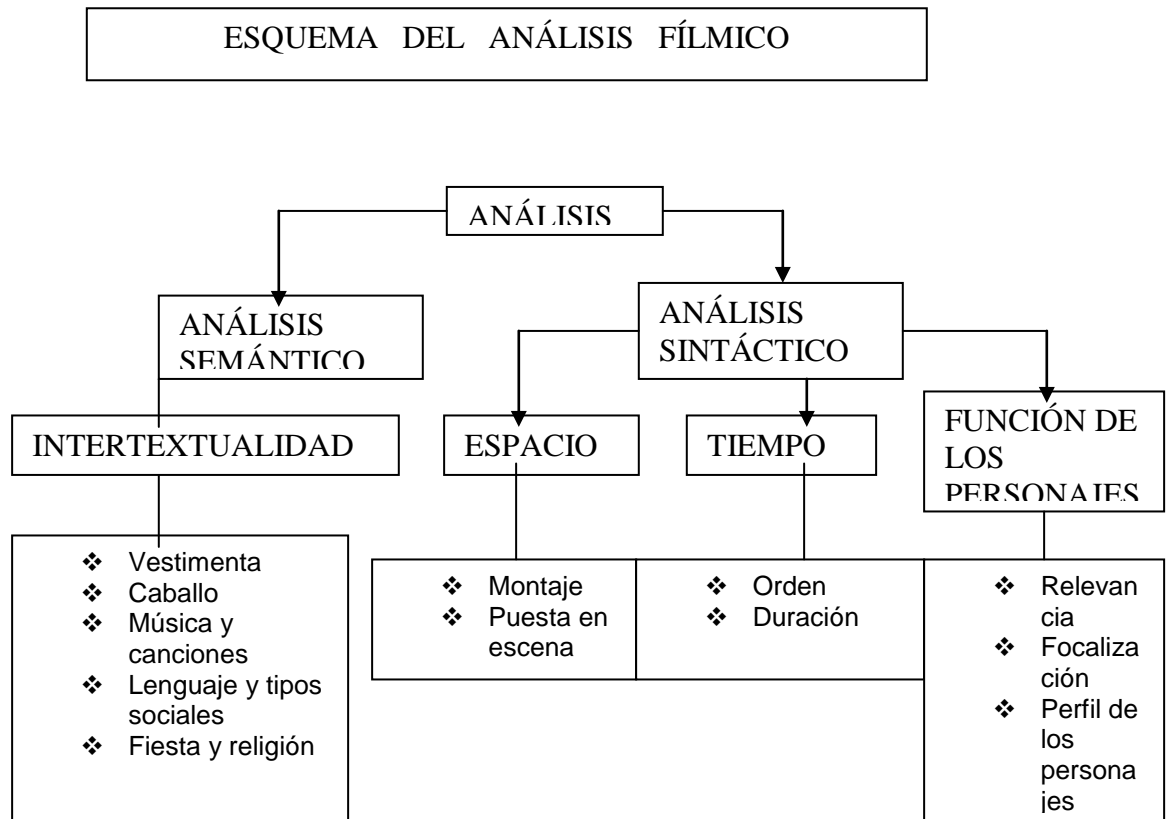 ESQUEMA DEL ANÁLISIS FÍLMICO
ANÁLISIS
ANÁLISIS
SEMÁNTICO
ANÁLISIS
SINTÁCTICO
INTERTEXTUALIDAD
ESPACIO
TIEMPO
FUNCIÓN DE
LOS
PERSONAJES
❖ Vestimenta
❖ Caballo
❖ Música y
canciones
❖ Lenguaje y tipos
sociales
❖ Fiesta y religión
❖ Montaje
❖ Puesta en
escena
❖ Orden
❖ Duración
❖ Relevan
cia
❖ Focaliza
ción
❖ Perfil de
los
persona
jes